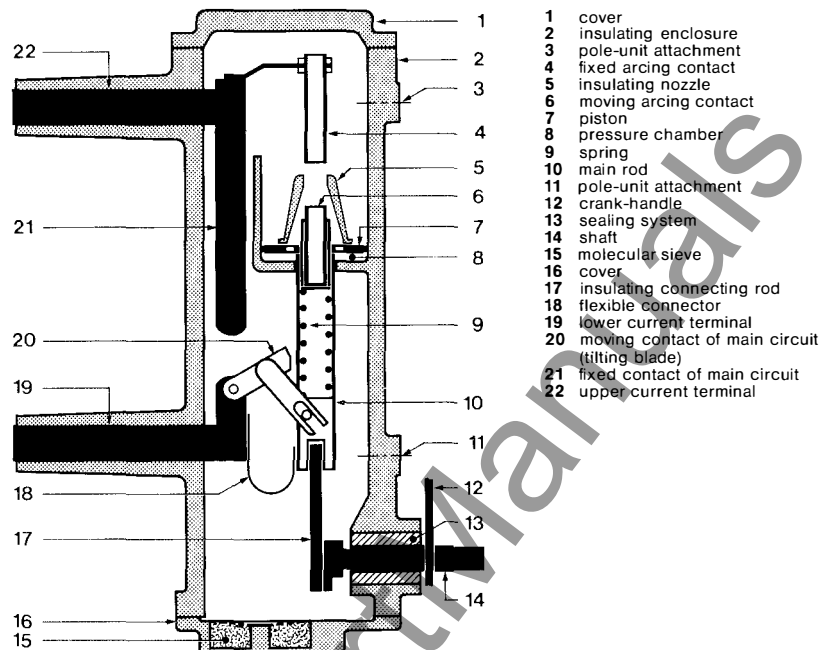 22
21
20
19
18
17
16
15
1
2
3
4
5
6
7
8
9
10
11
12
13
14
1 cover
2 insulating enclosure
3 pole-unit attachment
4 fixed arcing contact
5 insulating nozzle
6 moving arcing contact
7 piston
8 pressure chamber
9 spring
10 main rod
11 pole-unit attachment
12 crank-handle
13 sealing system
14 shaft
15 molecular sieve
16 cover
17 insulating connecting rod
18 flexible connector
19 lower current terminal
20 moving contact of main circuit
(tilting blade)
21 fixed contact of main circuit
22 upper current terminal